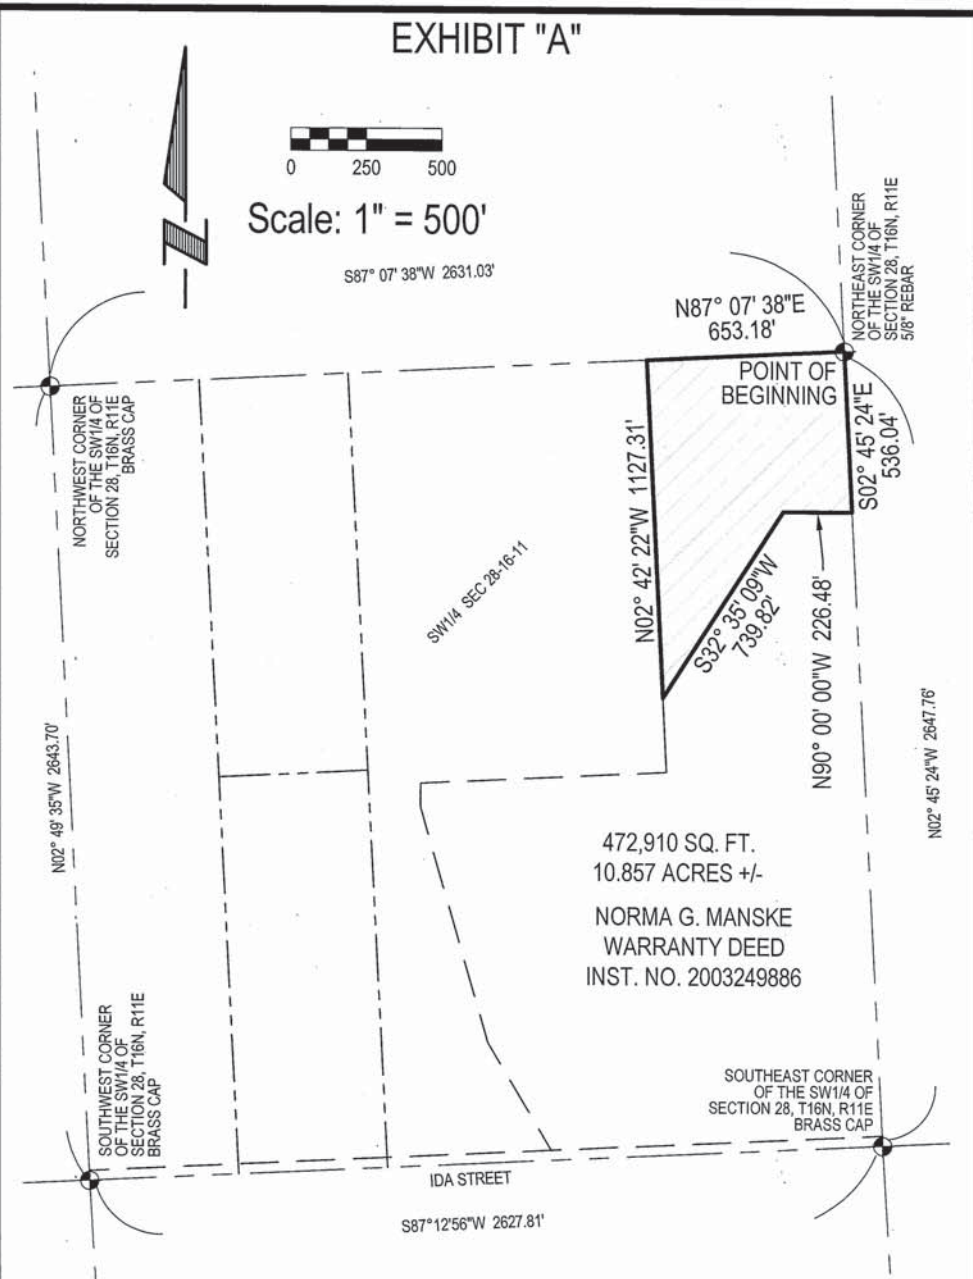 EXHIBIT "A"
0 250 500
Scale: 1" = 500'
S87° 07' 38"W 2631.03'
N87° 07' 38"E
653.18'
NORTHEAST CORNER
OF THE SW1/4 OF
SECTION 28, T16N, R11E
5/8" REBAR
POINT OF
BEGINNING
S02° 45' 24"E
536.04'
NORTHWEST CORNER
OF THE SW1/4 OF
SECTION 28, T16N, R11E
BRASS CAP
N02° 42' 22"W 1127.31'
SW1/4 SEC 28-16-11
S32° 35' 09"W
739.82'
N90° 00' 00"W 226.48'
N02° 49' 35"W 2643.70'
N02° 45' 24"W 2647.76'
472,910 SQ. FT.
10.857 ACRES +/-
NORMA G. MANSKE
WARRANTY DEED
INST. NO. 2003249886
SOUTHWEST CORNER
OF THE SW1/4 OF
SECTION 28, T16N, R11E
BRASS CAP
SOUTHEAST CORNER
OF THE SW1/4 OF
SECTION 28, T16N, R11E
BRASS CAP
IDA STREET
S87°12'56"W 2627.81'